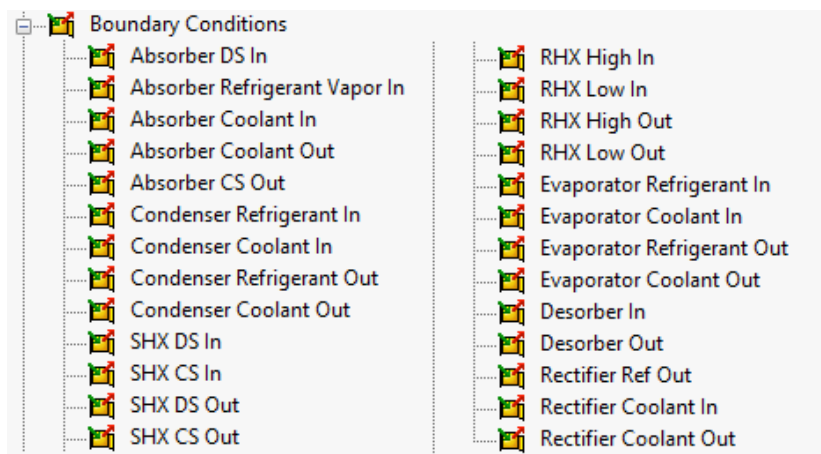 Boundary Conditions
Absorber DS In
Absorber Refrigerant Vapor In
Absorber Coolant In
Absorber Coolant Out
Absorber CS Out
Condenser Refrigerant In
Condenser Coolant In
Condenser Refrigerant Out
Condenser Coolant Out
SHX DS In
SHX CS In
SHX DS Out
SHX CS Out
RHX High In
RHX Low In
RHX High Out
RHX Low Out
Evaporator Refrigerant In
Evaporator Coolant In
Evaporator Refrigerant Out
Evaporator Coolant Out
Desorber In
Desorber Out
Rectifier Ref Out
Rectifier Coolant In
Rectifier Coolant Out